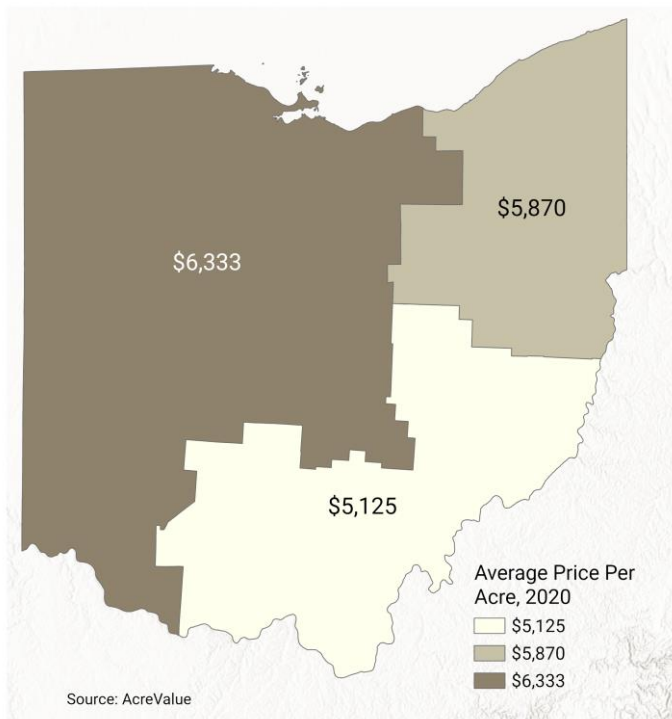 $5,870
$6,333
$5,125
Average Price Per
Acre, 2020
$5,125
$5,870
$6,333
Source: AcreValue